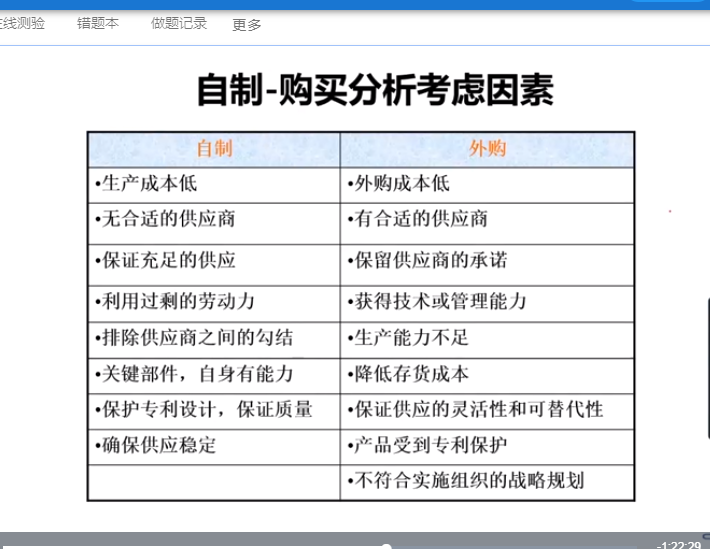 在线测验 错题本 做题记录 更多
自制-购买分析考虑因素
自制 外购
•生产成本低 •外购成本低
•无合适的供应商 •有合适的供应商
•保证充足的供应 •保留供应商的承诺
•利用过剩的劳动力 •获得技术或管理能力
•排除供应商之间的勾结 •生产能力不足
•关键部件，自身有能力 •降低存货成本
•保护专利设计，保证质量 •保证供应的灵活性和可替代性
•确保供应稳定 •产品受到专利保护
•不符合实施组织的战略规划
-1:22:29